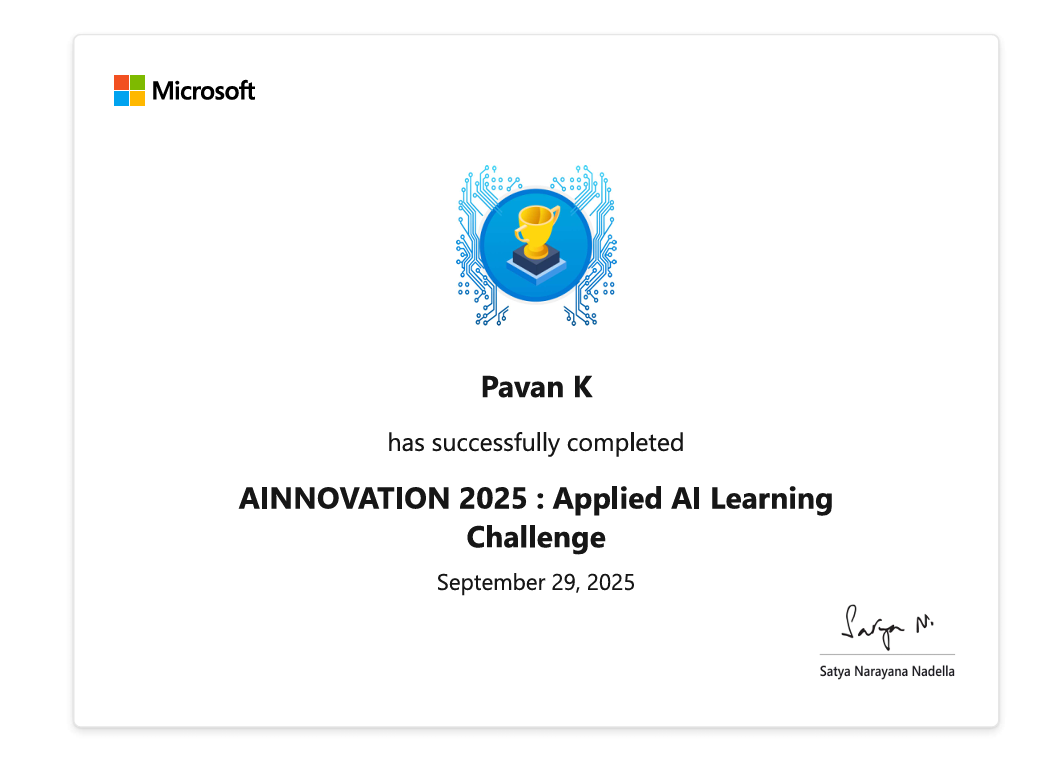 Microsoft
Pavan K
has successfully completed
AINNOVATION 2025 : Applied AI Learning
Challenge
September 29, 2025
Satya N.
Satya Narayana Nadella